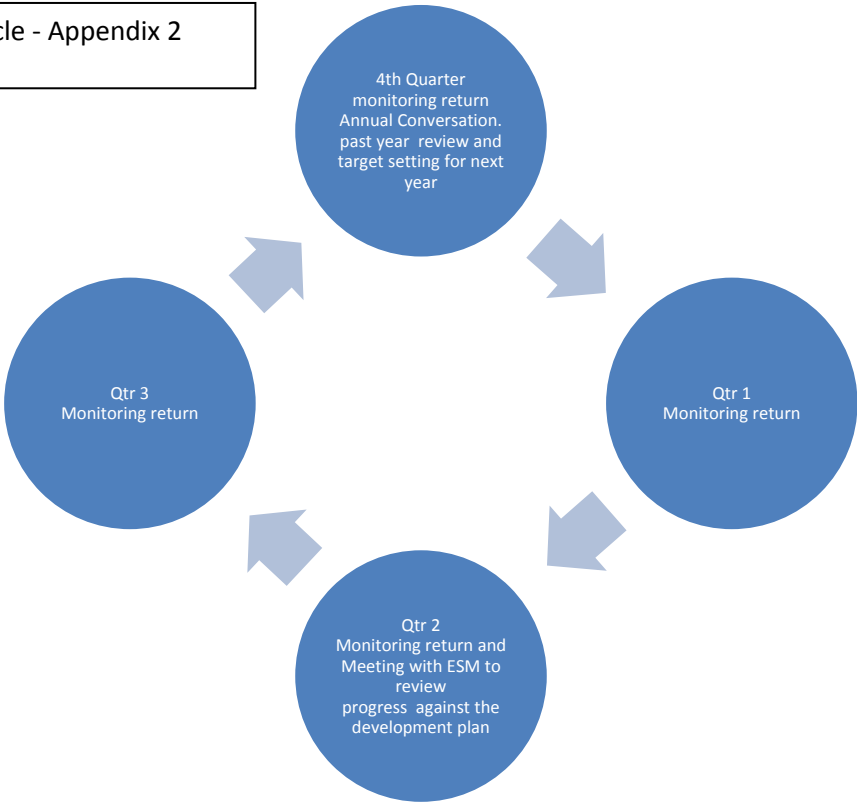 cle - Appendix 2
4th Quarter
monitoring return
Annual Conversation.
past year review and
target setting for next
year
Qtr 3
Monitoring return
Qtr 1
Monitoring return
Qtr 2
Monitoring return and
Meeting with ESM to
review
progress against the
development plan